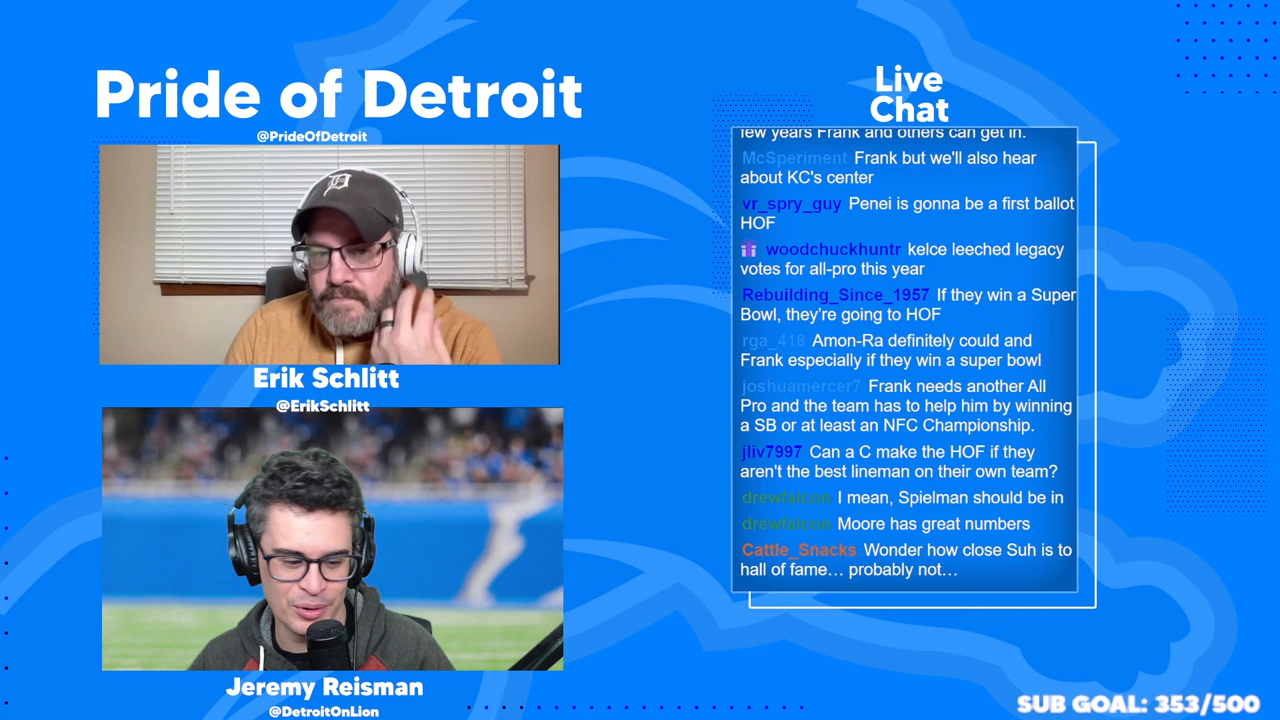 Pride of Detroit
@PrideOfDetroit
Erik Schlitt
@ErikSchlitt
Jeremy Reisman
@DetroitOnLion
Live
Chat
few years Frank and others can get in.
McSperiment Frank but we'll also hear
about KC's center
vr_spry_guy Penei is gonna be a first ballot
HOF
woodchuckhuntr kelce leeched legacy
votes for all-pro this year
Rebuilding_Since_1957 If they win a Super
Bowl, they're going to HOF
rga_418 Amon-Ra definitely could and
Frank especially if they win a super bowl
joshuamercer7 Frank needs another All
Pro and the team has to help him by winning
a SB or at least an NFC Championship.
jliv7997 Can a C make the HOF if they
aren't the best lineman on their own team?
drewfalcon I mean, Spielman should be in
drewfalcon Moore has great numbers
Cattle_Snacks Wonder how close Suh is to
hall of fame... probably not...
SUB GOAL: 353/500